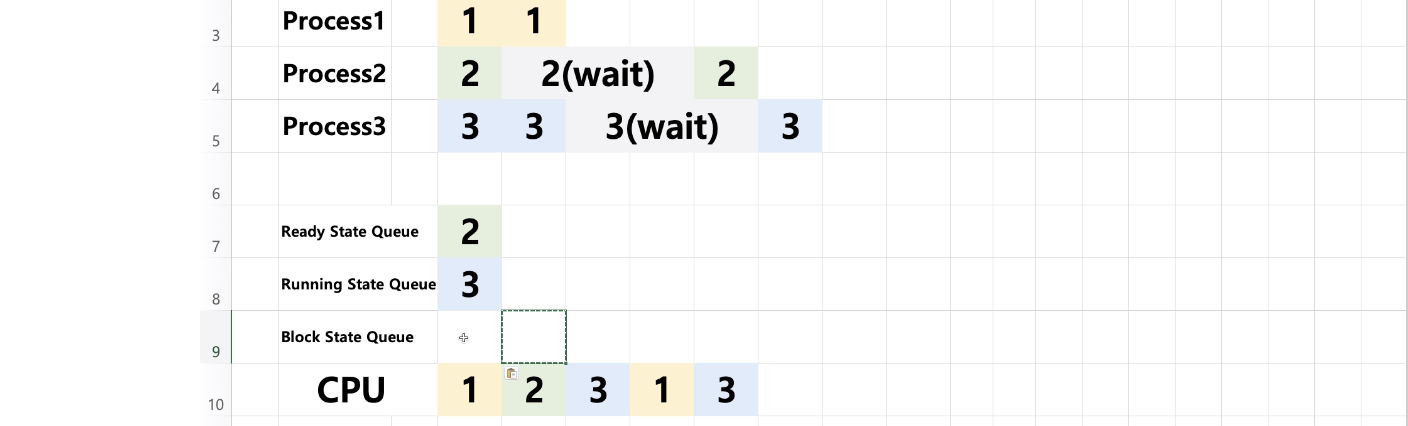 3 Process1 1 1
4 Process2 2 2(wait) 2
5 Process3 3 3 3(wait) 3
6
7 Ready State Queue 2
8 Running State Queue 3
9 Block State Queue
10 CPU 1 2 3 1 3